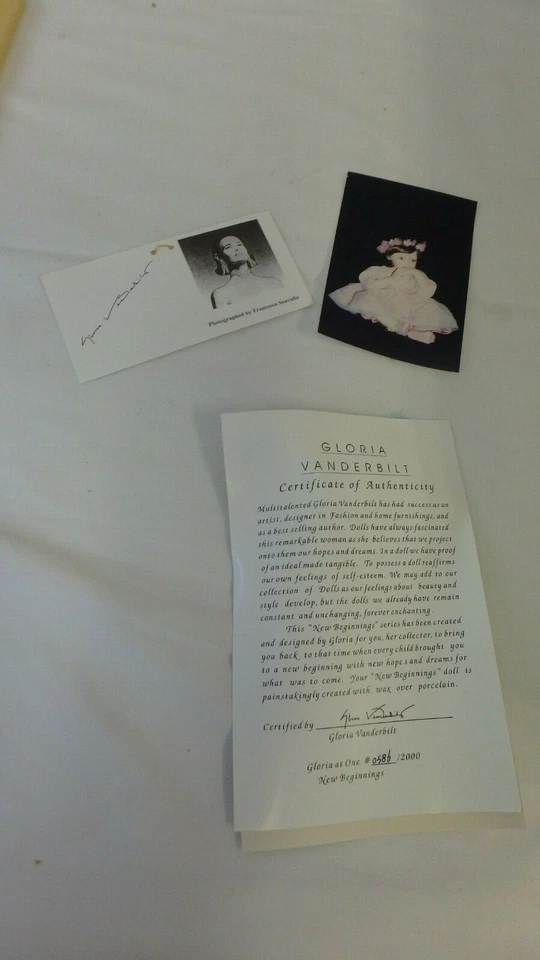 Gloria Vanderbilt
Photographed by Francesco Scavullo
GLORIA
VANDERBILT
Certificate of Authenticity
Multitalented Gloria Vanderbilt has had success as an
artist, designer in Fashion and home furnishings, and
as a best selling author. Dolls have always fascinated
this remarkable woman as she believes that we project
onto them our hopes and dreams. In a doll we have proof
of an ideal made tangible. To possess a doll reaffirms
our own feelings of self-esteem. We may add to our
collection of Dolls as our feelings about beauty and
style develop, but the dolls we already have remain
constant and unchanging, forever enchanting.
This "New Beginnings" series has been created
and designed by Gloria for you, her collector, to bring
you back to that time when every child brought you
to a new beginning with new hopes and dreams for
what was to come. Your "New Beginnings" doll is
painstakingly created with wax over porcelain.
Certified by Gloria Vanderbilt
Gloria Vanderbilt
Gloria at One # 0586 /2000
New Beginnings